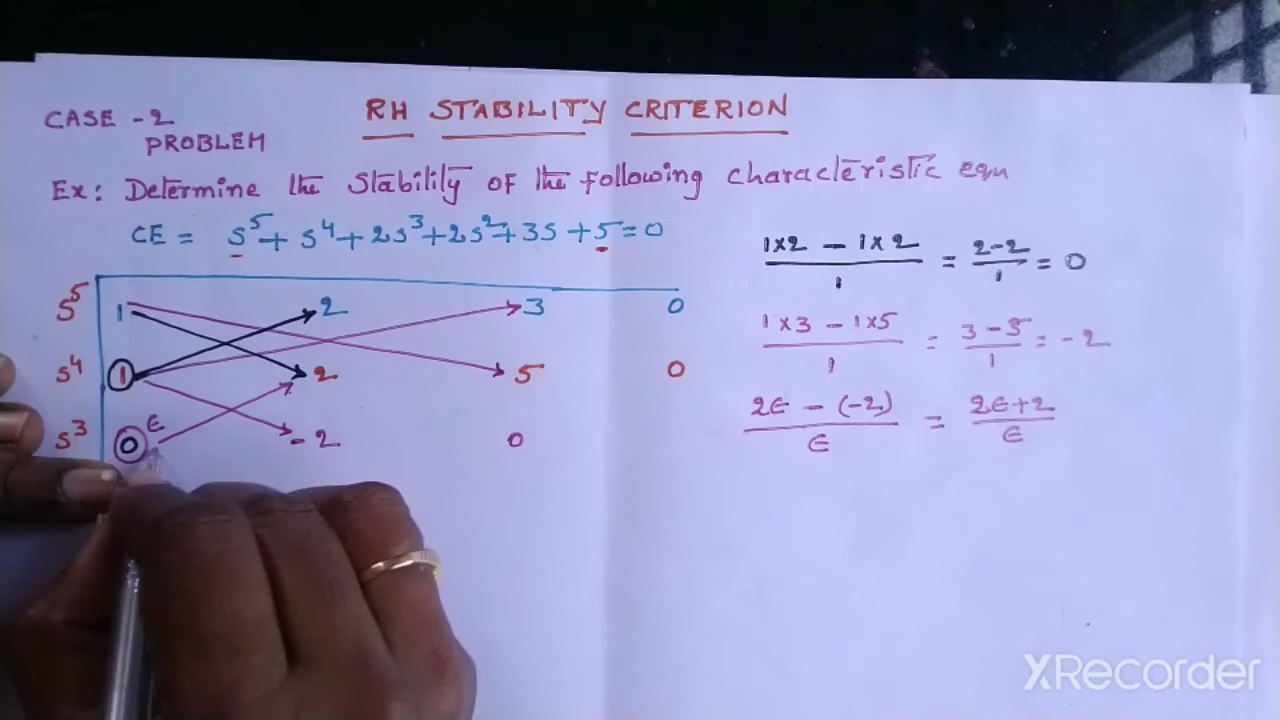 CASE - 2
PROBLEM
RH STABILITY CRITERION
Ex: Determine the Stability of the following characteristic equn
CE = s⁵ + s⁴ + 2s³ + 2s² + 3s + 5 = 0
s⁵ 1 2 3 0
s⁴ 1 2 5 0
s³ 0 ϵ -2 0
(1×2 - 1×2)/1 = (2-2)/1 = 0
(1×3 - 1×5)/1 = (3-5)/1 = -2
(2ϵ - (-2))/ϵ = (2ϵ+2)/ϵ
XRecorder